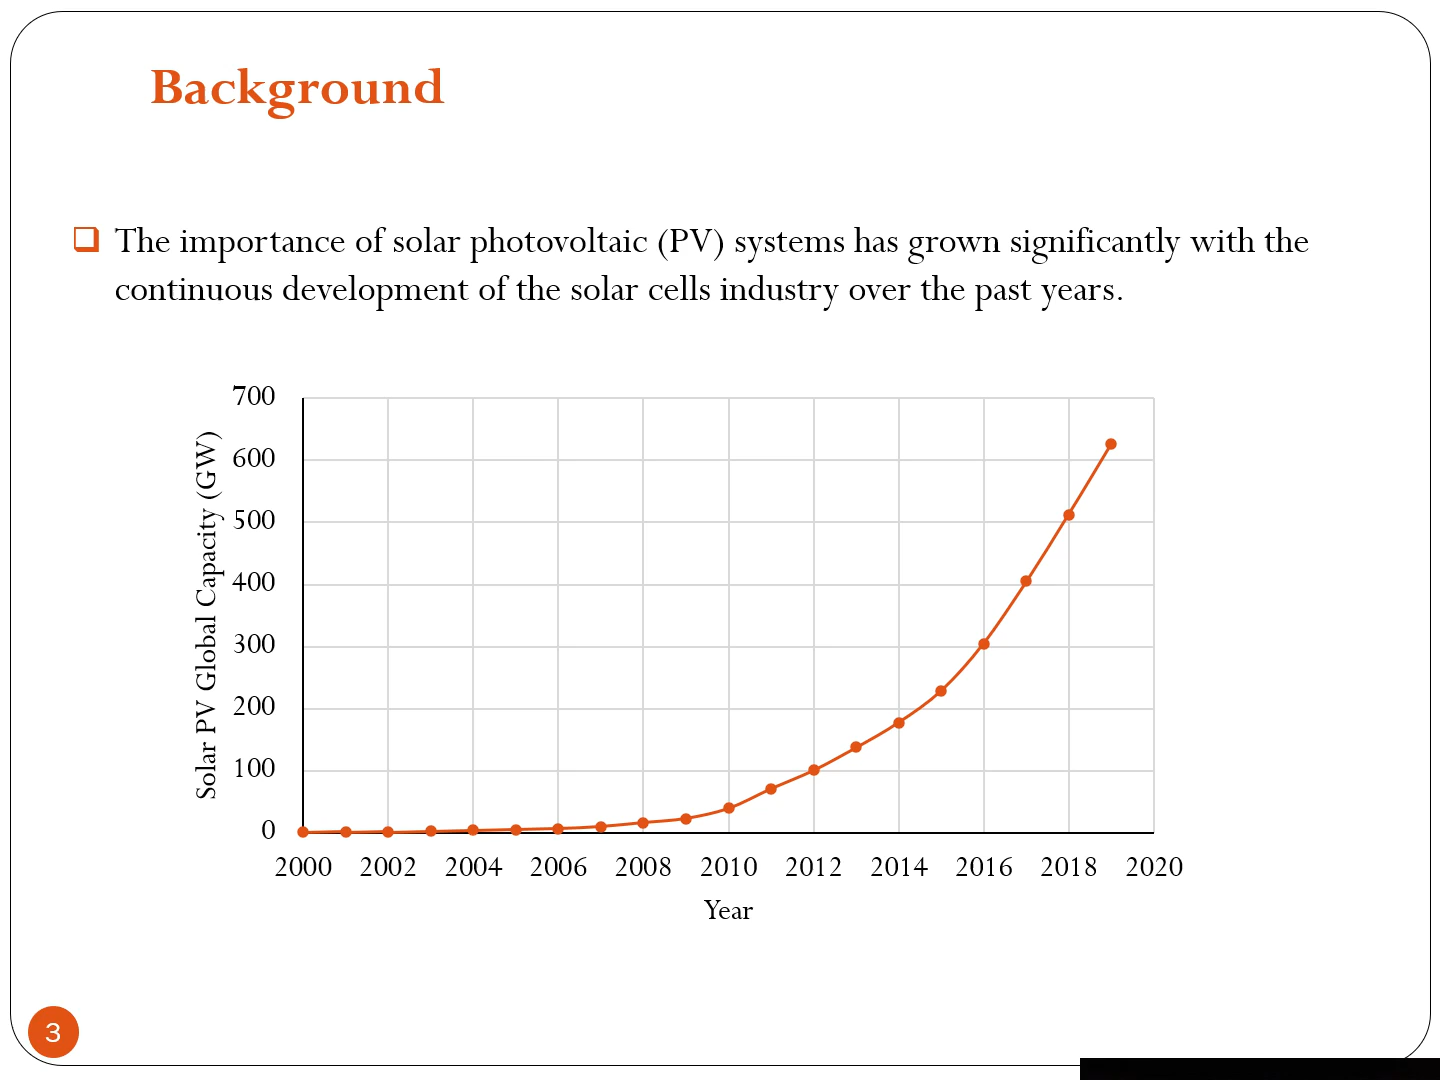 Background
The importance of solar photovoltaic (PV) systems has grown significantly with the
continuous development of the solar cells industry over the past years.
700
600
500
400
300
200
100
0
Solar PV Global Capacity (GW)
2000 2002 2004 2006 2008 2010 2012 2014 2016 2018 2020
Year
3